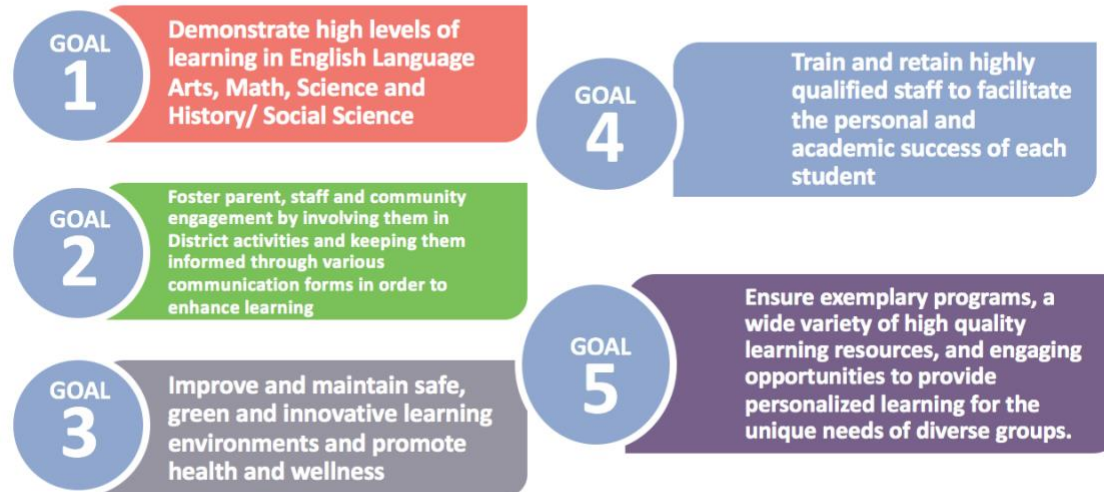 GOAL
1
Demonstrate high levels of
learning in English Language
Arts, Math, Science and
History/ Social Science
GOAL
2
Foster parent, staff and community
engagement by involving them in
District activities and keeping them
informed through various
communication forms in order to
enhance learning
GOAL
3
Improve and maintain safe,
green and innovative learning
environments and promote
health and wellness
GOAL
4
Train and retain highly
qualified staff to facilitate
the personal and
academic success of each
student
GOAL
5
Ensure exemplary programs, a
wide variety of high quality
learning resources, and engaging
opportunities to provide
personalized learning for the
unique needs of diverse groups.